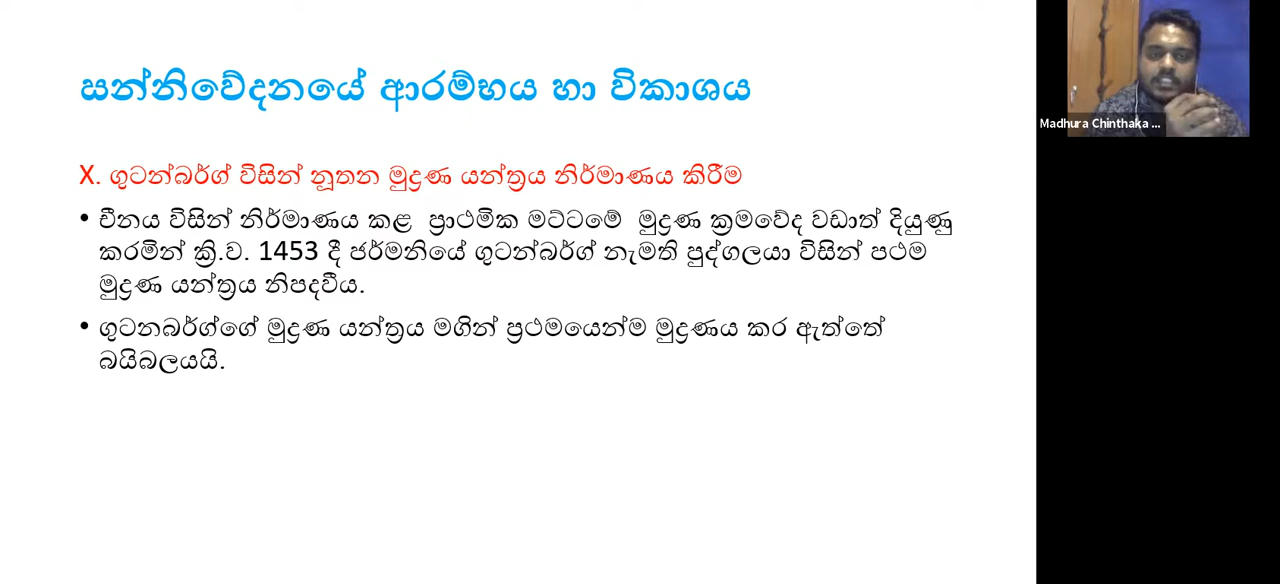 සන්නිවේදනයේ ආරම්භය හා විකාශය
X. ගුටන්බර්ග් විසින් නූතන මුද්‍රණ යන්ත්‍රය නිර්මාණය කිරීම
• චීනය විසින් නිර්මාණය කළ ප්‍රාථමික මට්ටමේ මුද්‍රණ ක්‍රමවේද වඩාත් දියුණු
කරමින් ක්‍රි.ව. 1453 දී ජර්මනියේ ගුටන්බර්ග් නැමති පුද්ගලයා විසින් පථම
මුද්‍රණ යන්ත්‍රය නිපදවීය.
• ගුටනබර්ග්ගේ මුද්‍රණ යන්ත්‍රය මගින් ප්‍රථමයෙන්ම මුද්‍රණය කර ඇත්තේ
බයිබලයයි.
Madhura Chinthaka ...